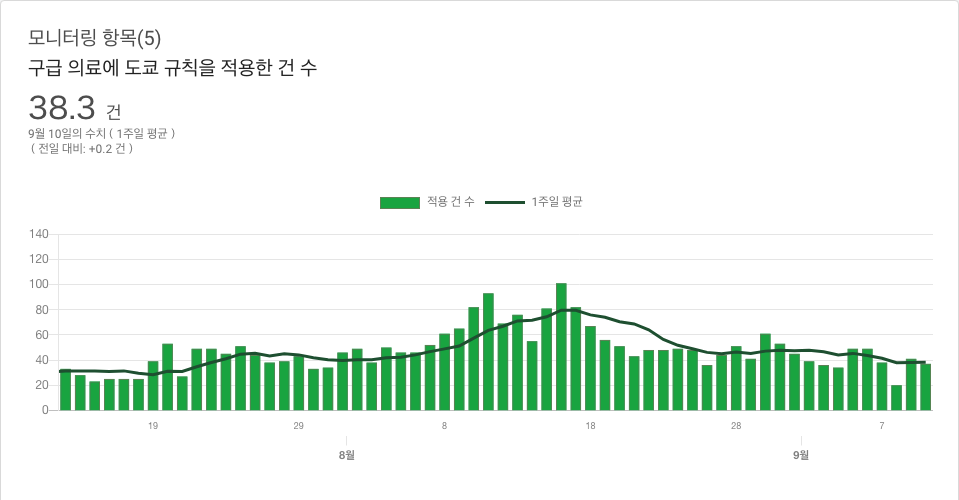 모니터링 항목(5)
구급 의료에 도쿄 규칙을 적용한 건 수
38.3 건
9월 10일의 수치 ( 1주일 평균 )
( 전일 대비: +0.2 건 )
적용 건 수 1주일 평균
140
120
100
80
60
40
20
0
19 29 8 18 28 7
8월 9월